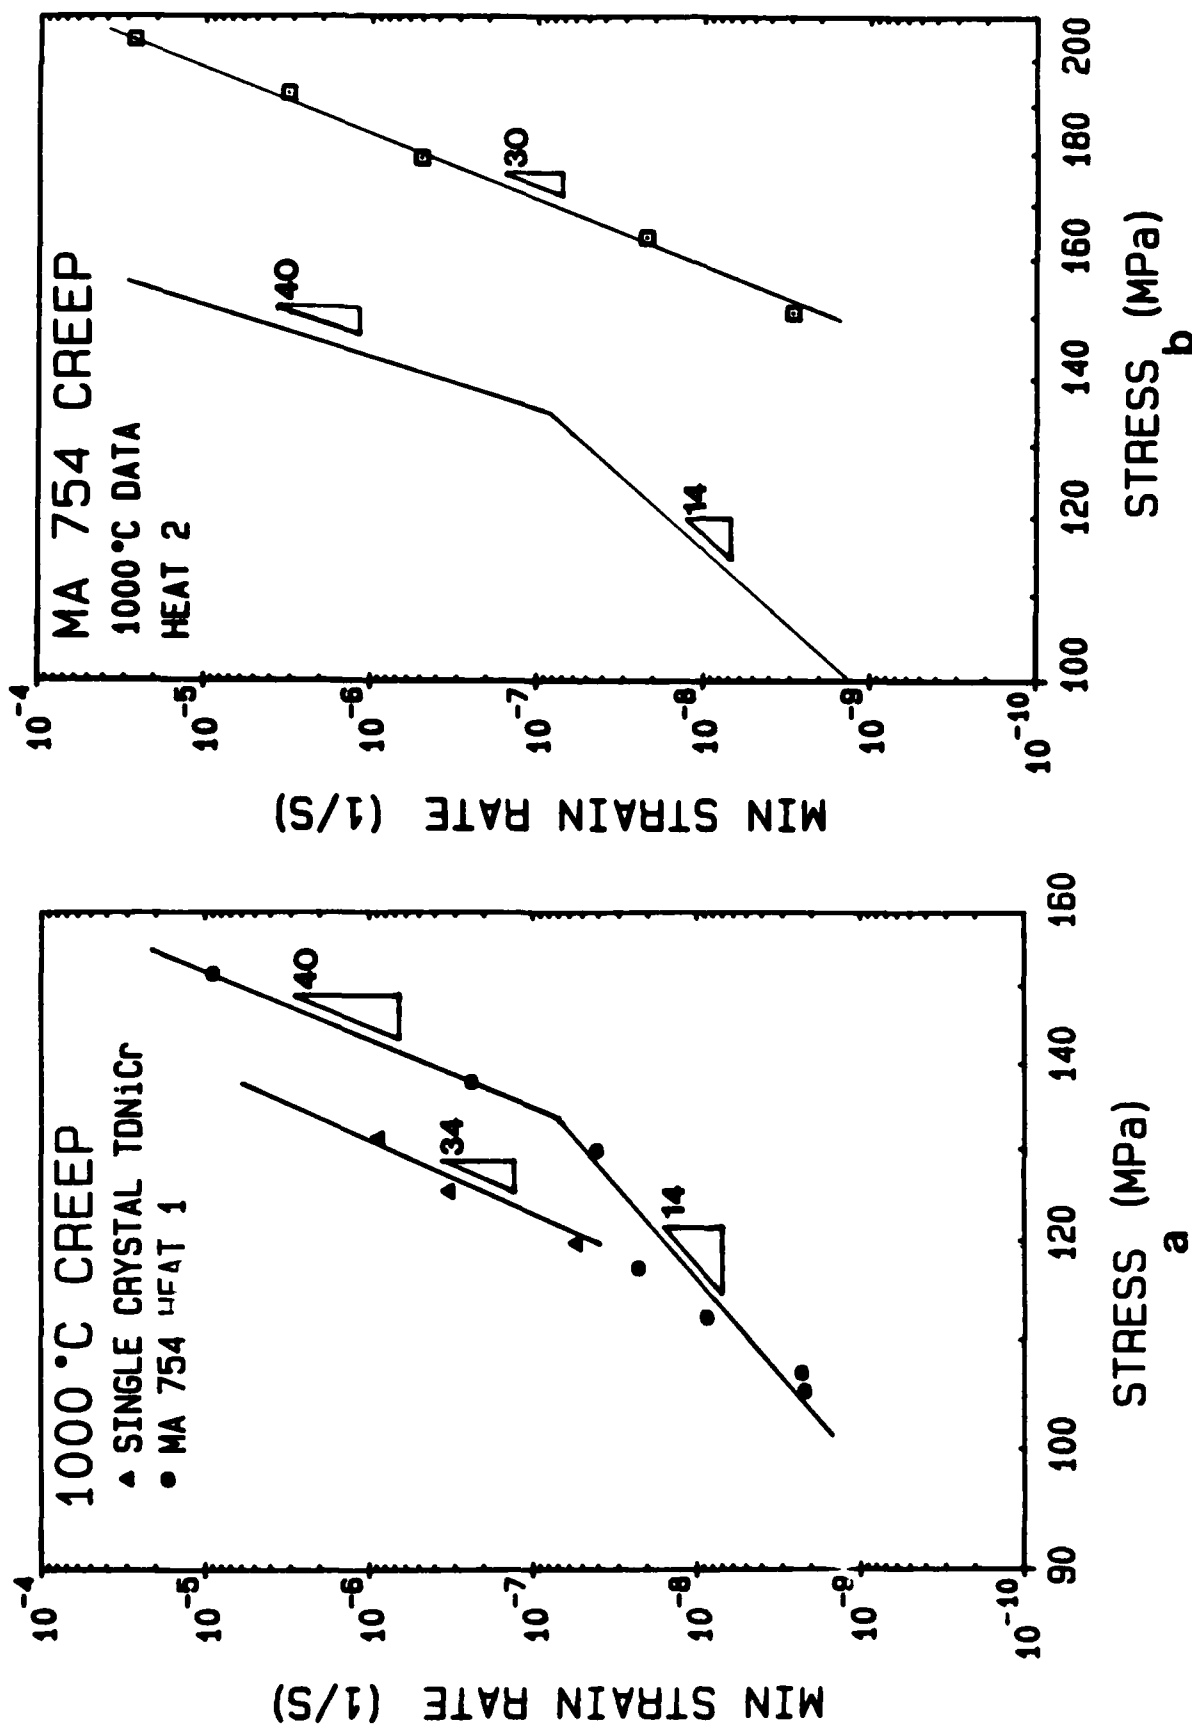 1000°C CREEP
▲ SINGLE CRYSTAL TDNiCr
● MA 754 HEAT 1
10-4
10-5
10-6
10-7
10-8
10-9
10-10
MIN STRAIN RATE (1/S)
34
40
14
90
100
120
140
160
STRESS (MPa)
a
MA 754 CREEP
1000°C DATA
HEAT 2
10-4
10-5
10-6
10-7
10-8
10-9
10-10
MIN STRAIN RATE (1/S)
40
30
14
100
120
140
160
180
200
STRESS (MPa)
b